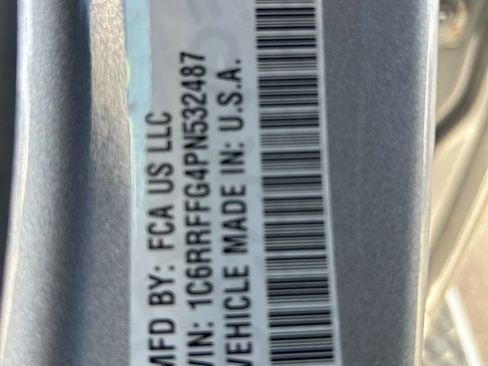 MFD BY: FCA US LLC
VIN: 1C6RRFFG4PN532487
VEHICLE MADE IN: U.S.A.